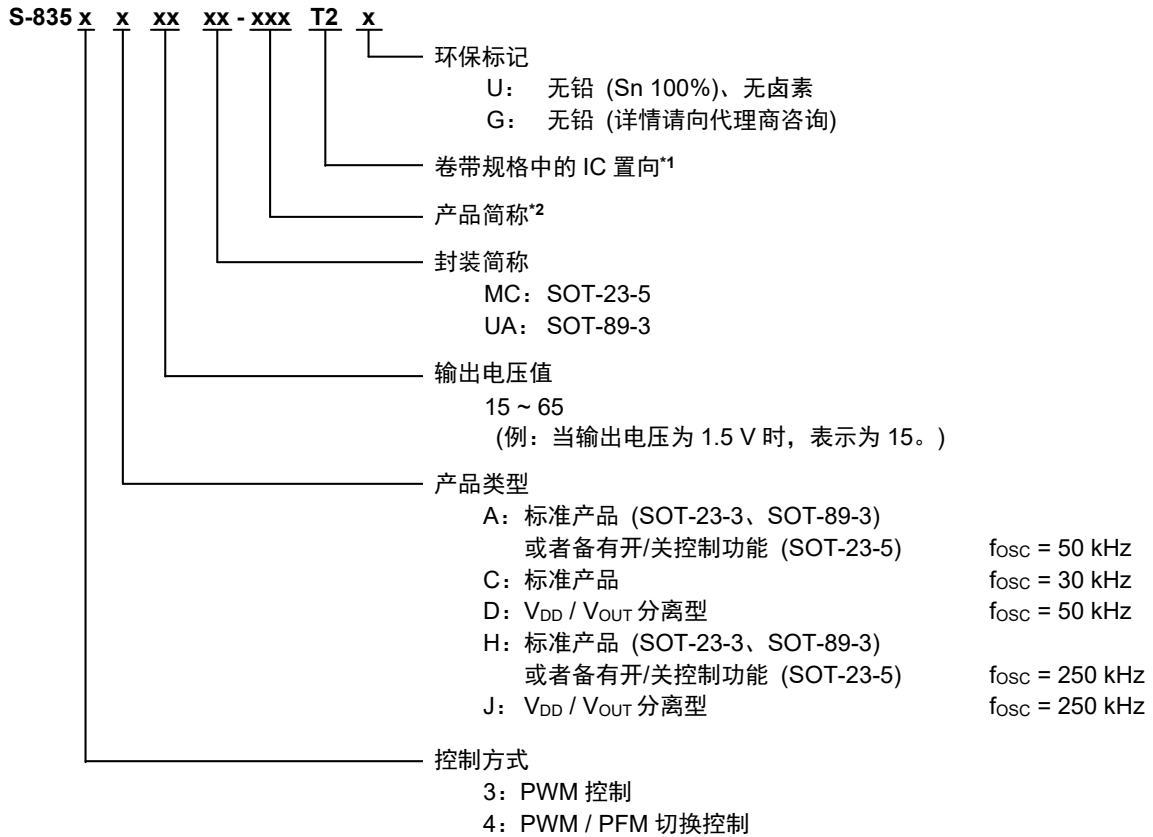 S-835 x x xx xx - xxx T2 x
环保标记
U： 无铅 (Sn 100%)、无卤素
G： 无铅 (详情请向代理商咨询)
卷带规格中的 IC 置向*1
产品简称*2
封装简称
MC：SOT-23-5
UA： SOT-89-3
输出电压值
15 ~ 65
(例：当输出电压为 1.5 V 时，表示为 15。)
产品类型
A：标准产品 (SOT-23-3、SOT-89-3)
或者备有开/关控制功能 (SOT-23-5) fOSC = 50 kHz
C：标准产品 fOSC = 30 kHz
D：VDD / VOUT 分离型 fOSC = 50 kHz
H：标准产品 (SOT-23-3、SOT-89-3)
或者备有开/关控制功能 (SOT-23-5) fOSC = 250 kHz
J： VDD / VOUT 分离型 fOSC = 250 kHz
控制方式
3：PWM 控制
4：PWM / PFM 切换控制